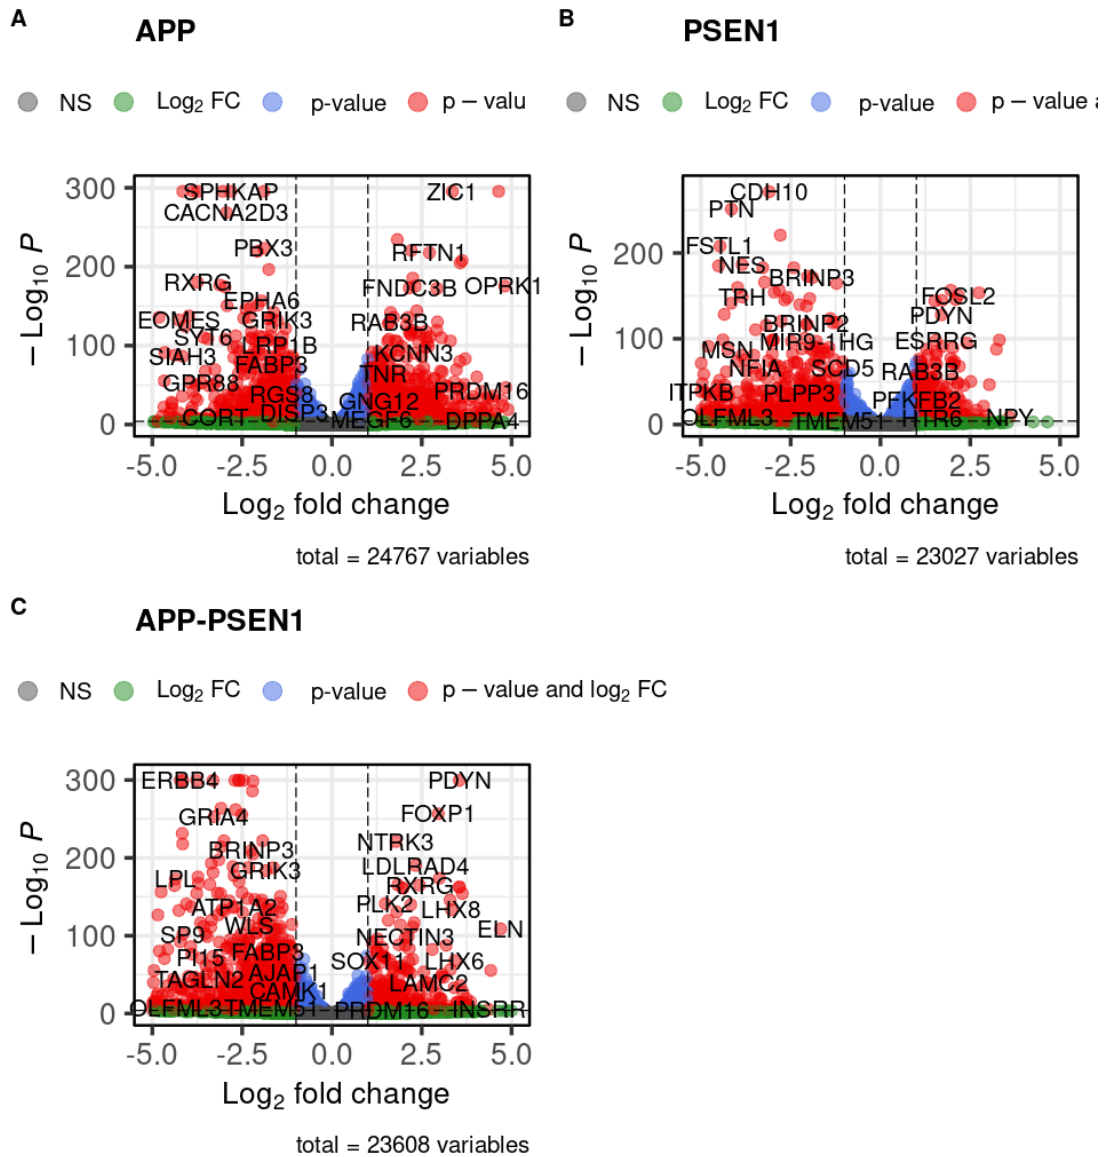 A
APP
NS Log2 FC p-value p − valu
300
200
100
0
− Log10 P
SPHKAP ZIC1
CACNA2D3
PBX3 RFTN1
RXRG FNDC3B OPRK1
EPHA6
EOMES GRIK3 RAB3B
SYT6
SIAH3 LRP1B KCNN3
FABP3 TNR
GPR88 PRDM16
RGS8 GNG12
CORT DISP3 MEGF6 DPPA4
-5.0 -2.5 0.0 2.5 5.0
Log2 fold change
total = 24767 variables
B
PSEN1
NS Log2 FC p-value p − value a
200
100
0
− Log10 P
CDH10
PTN
FSTL1
NES BRINP3
TRH FOSL2
BRINP2 PDYN
MSN MIR9-1HG ESRRG
NFIA SCD5 RAB3B
ITPKB PLPP3 PFKFB2
OLFML3 TMEM51 HTR6 NPY
-5.0 -2.5 0.0 2.5 5.0
Log2 fold change
total = 23027 variables
C
APP-PSEN1
NS Log2 FC p-value p − value and log2 FC
300
200
100
0
− Log10 P
ERBB4 PDYN
GRIA4 FOXP1
BRINP3 NTRK3
LPL GRIK3 LDLRAD4
RXRG
ATP1A2 PLK2 LHX8
SP9 WLS NECTIN3 ELN
PI15 FABP3 SOX11 LHX6
TAGLN2 AJAP1 LAMC2
CAMK1
OLFML3 TMEM51 PRDM16 INSRR
-5.0 -2.5 0.0 2.5 5.0
Log2 fold change
total = 23608 variables